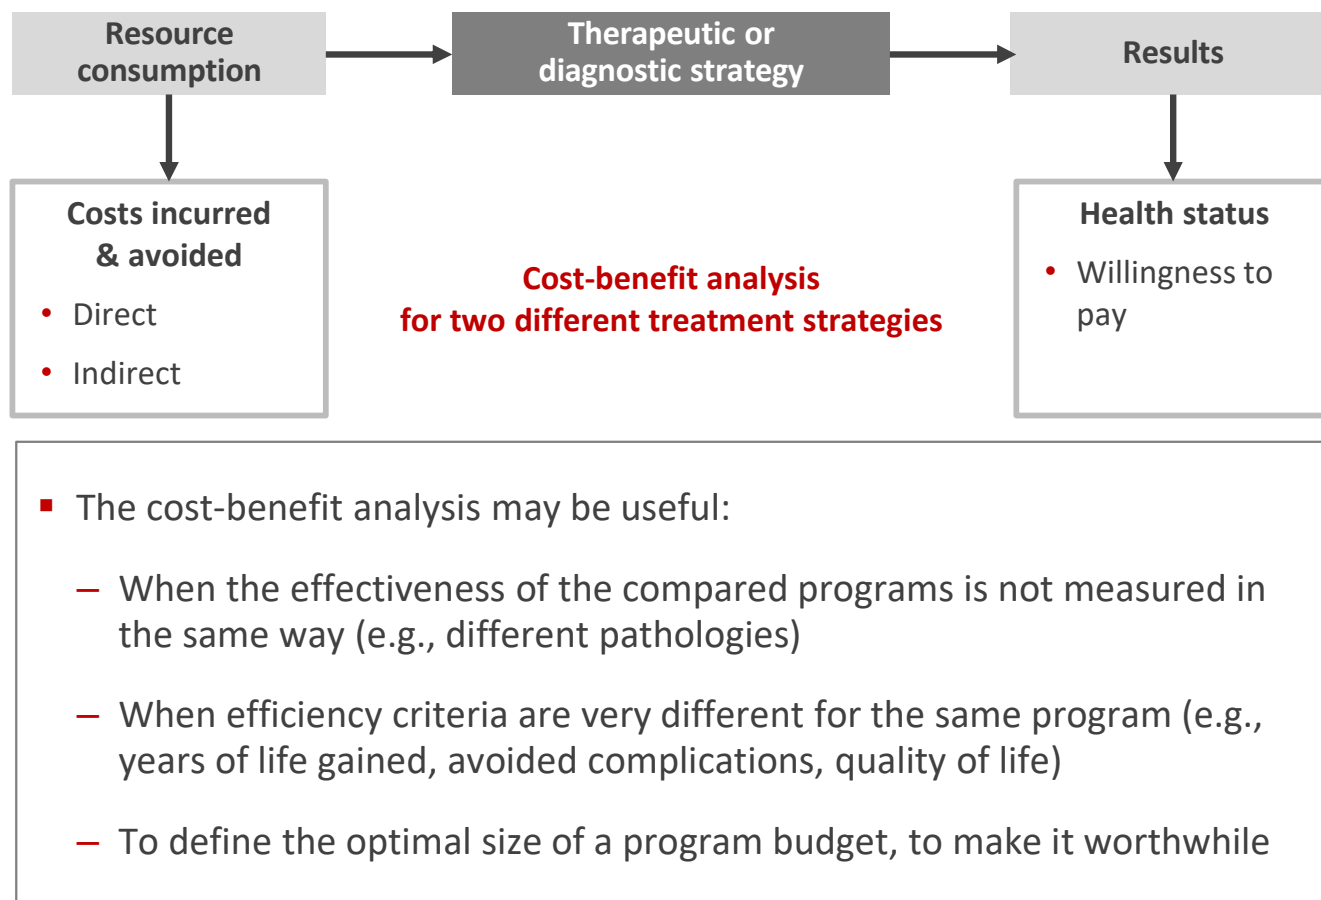 Resource
consumption
Therapeutic or
diagnostic strategy
Results
Costs incurred
& avoided
• Direct
• Indirect
Cost-benefit analysis
for two different treatment strategies
Health status
• Willingness to
pay
▪ The cost-benefit analysis may be useful:
– When the effectiveness of the compared programs is not measured in
the same way (e.g., different pathologies)
– When efficiency criteria are very different for the same program (e.g.,
years of life gained, avoided complications, quality of life)
– To define the optimal size of a program budget, to make it worthwhile